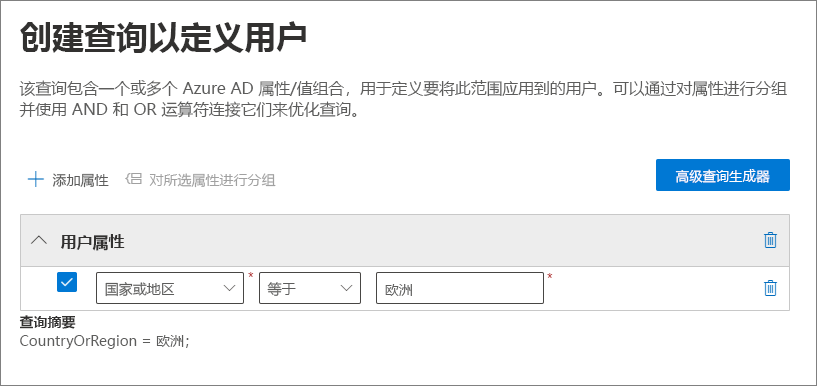 创建查询以定义用户
该查询包含一个或多个 Azure AD 属性/值组合，用于定义要将此范围应用到的用户。可以通过对属性进行分组
并使用 AND 和 OR 运算符连接它们来优化查询。
添加属性 对所选属性进行分组 高级查询生成器
用户属性
国家或地区 * 等于 欧洲 *
查询摘要
CountryOrRegion = 欧洲;